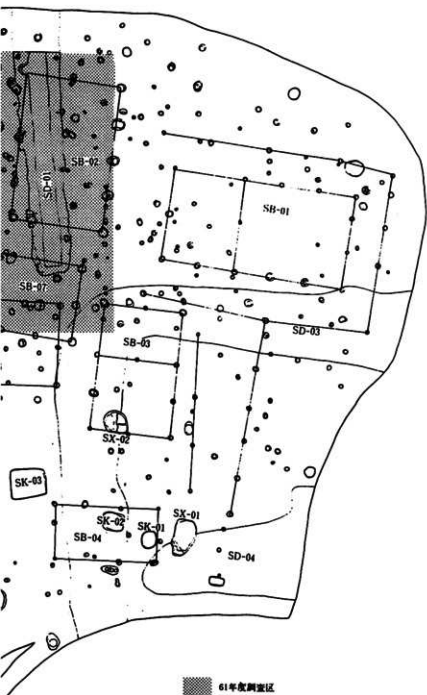 SB-02
SD-01
SB-01
SB-07
SD-03
SB-03
SX-02
SK-03
SK-02
SX-01
SK-01
SB-04
SD-04
61年度調査区